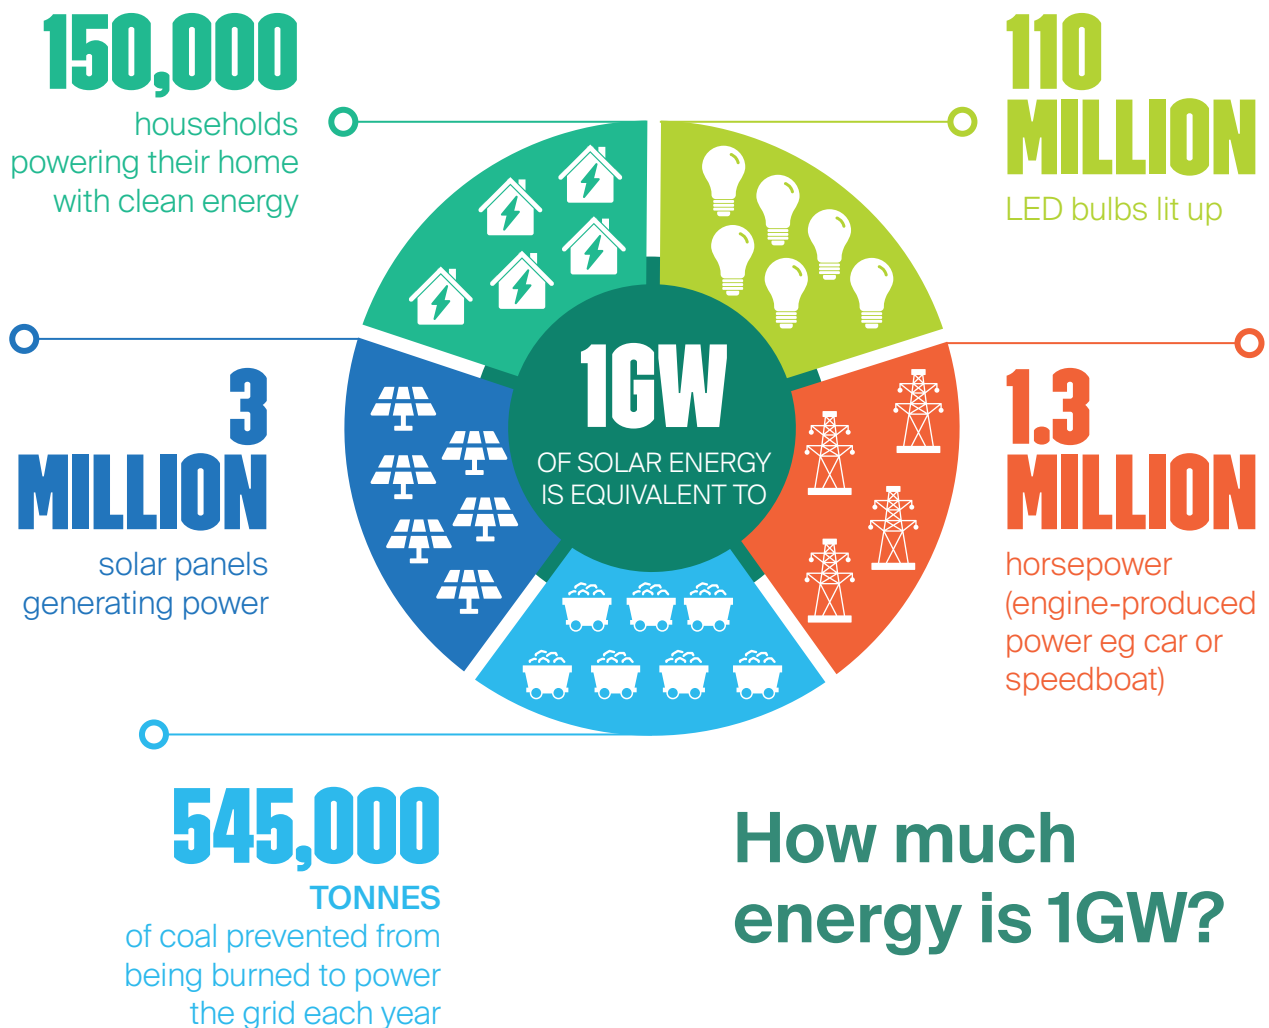 150,000
households
powering their home
with clean energy
110
MILLION
LED bulbs lit up
1GW
OF SOLAR ENERGY
IS EQUIVALENT TO
3
MILLION
solar panels
generating power
1.3
MILLION
horsepower
(engine-produced
power eg car or
speedboat)
545,000
TONNES
of coal prevented from
being burned to power
the grid each year
How much
energy is 1GW?